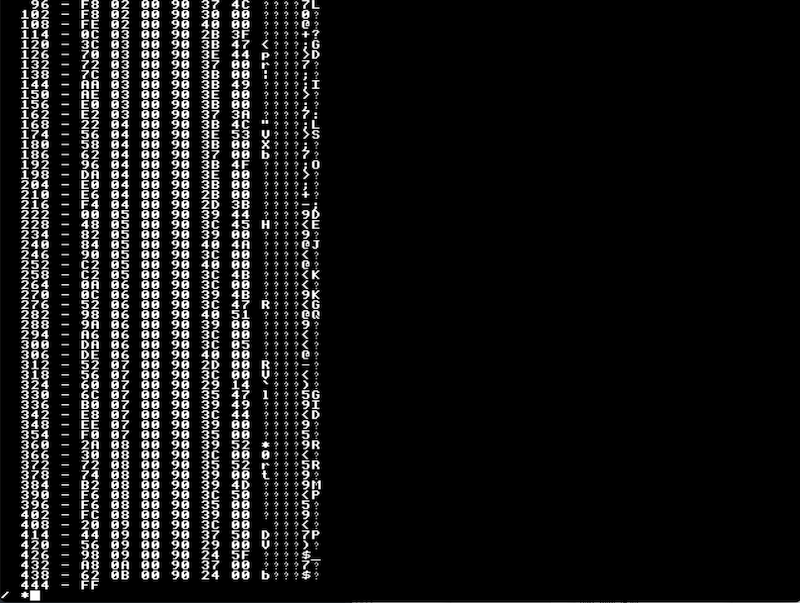 96 - F8 02 00 90 37 4C ????7L
102 - F8 02 00 90 30 00 ????0?
108 - FE 02 00 90 40 00 ????@?
114 - 0C 03 00 90 2B 3F ????+?
120 - 3C 03 00 90 3B 47 <???;G
126 - 70 03 00 90 3E 44 p???>D
132 - 72 03 00 90 37 00 r???7?
138 - 7C 03 00 90 3B 00 |???;?
144 - AA 03 00 90 3B 49 ????;I
150 - AE 03 00 90 3E 00 ????>?
156 - E0 03 00 90 3B 00 ????;?
162 - E2 03 00 90 37 3A ????7:
168 - 22 04 00 90 3B 4C "???;L
174 - 56 04 00 90 3E 53 V???>S
180 - 58 04 00 90 3B 00 X???;?
186 - 62 04 00 90 37 00 b???7?
192 - 96 04 00 90 3B 4F ????;O
198 - DA 04 00 90 3E 00 ????>?
204 - E0 04 00 90 3B 00 ????;?
210 - E6 04 00 90 2B 00 ????+?
216 - F4 04 00 90 2D 3B ????-;
222 - 00 05 00 90 39 44 ????9D
228 - 48 05 00 90 3C 45 H???<E
234 - 82 05 00 90 39 00 ????9?
240 - 84 05 00 90 40 4A ????@J
246 - 90 05 00 90 3C 00 ????<?
252 - C2 05 00 90 40 00 ????@?
258 - C2 05 00 90 3C 4B ????<K
264 - 0A 06 00 90 3C 00 ????<?
270 - 0C 06 00 90 39 4B ????9K
276 - 52 06 00 90 3C 47 R???<G
282 - 98 06 00 90 40 51 ????@Q
288 - 9A 06 00 90 39 00 ????9?
294 - A6 06 00 90 3C 00 ????<?
300 - DA 06 00 90 3C 05 ????<?
306 - DE 06 00 90 40 00 ????@?
312 - 52 07 00 90 2D 00 R???-?
318 - 56 07 00 90 3C 00 V???<?
324 - 60 07 00 90 29 14 `???)?
330 - 6C 07 00 90 35 47 l???5G
336 - B0 07 00 90 39 49 ????9I
342 - E8 07 00 90 3C 44 ????<D
348 - EE 07 00 90 39 00 ????9?
354 - F0 07 00 90 35 00 ????5?
360 - 2A 08 00 90 39 52 *???9R
366 - 30 08 00 90 3C 00 0???<?
372 - 72 08 00 90 35 52 r???5R
378 - 74 08 00 90 39 00 t???9?
384 - B2 08 00 90 39 4D ????9M
390 - F6 08 00 90 3C 50 ????<P
396 - F6 08 00 90 35 00 ????5?
402 - FC 08 00 90 39 00 ????9?
408 - 20 09 00 90 3C 00  ???<?
414 - 44 09 00 90 37 50 D???7P
420 - 56 09 00 90 29 00 V???)?
426 - 98 09 00 90 24 5F ????$_
432 - A8 0A 00 90 37 00 ????7?
438 - 62 0B 00 90 24 00 b???$?
444 - FF
/ *